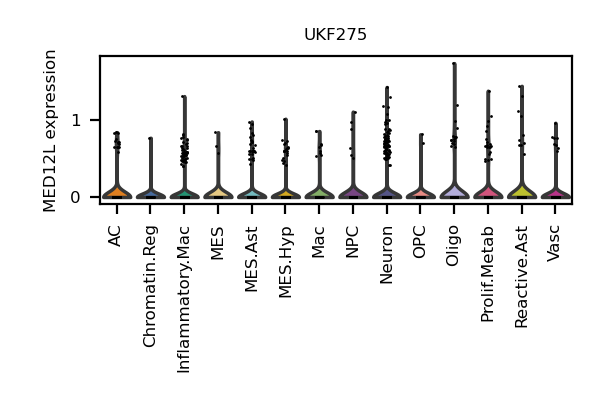 UKF275
MED12L expression
1
0
AC
Chromatin.Reg
Inflammatory.Mac
MES
MES.Ast
MES.Hyp
Mac
NPC
Neuron
OPC
Oligo
Prolif.Metab
Reactive.Ast
Vasc